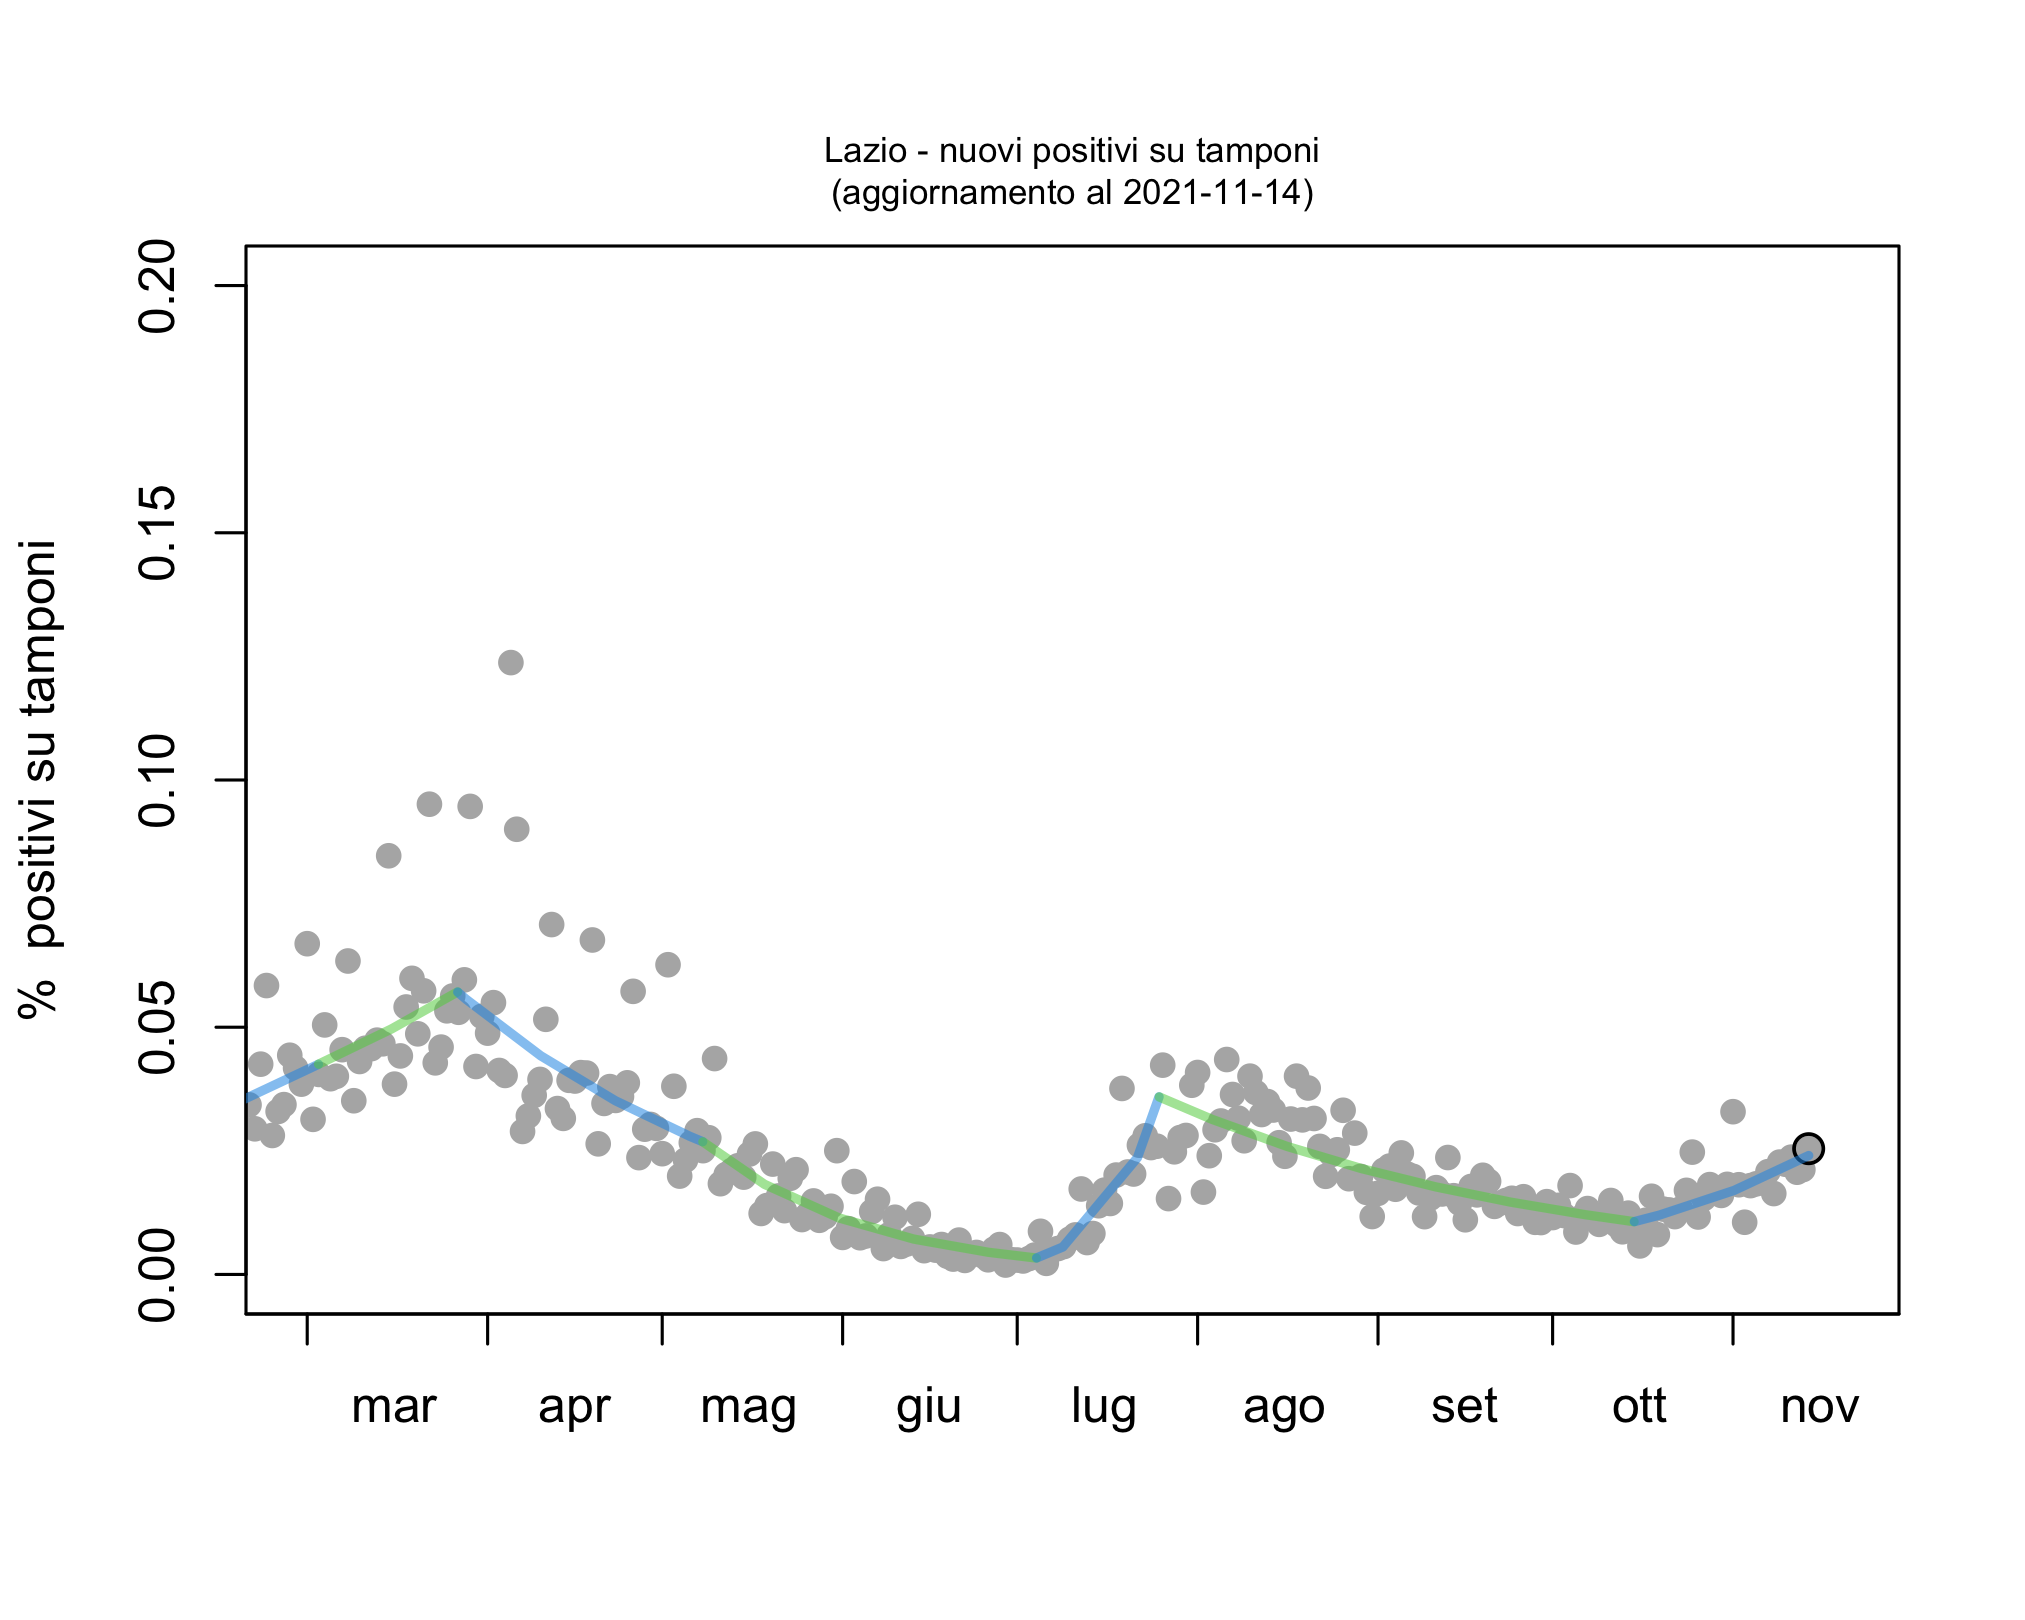 Lazio - nuovi positivi su tamponi
(aggiornamento al 2021-11-14)
% positivi su tamponi
0.20
0.15
0.10
0.05
0.00
mar apr mag giu lug ago set ott nov